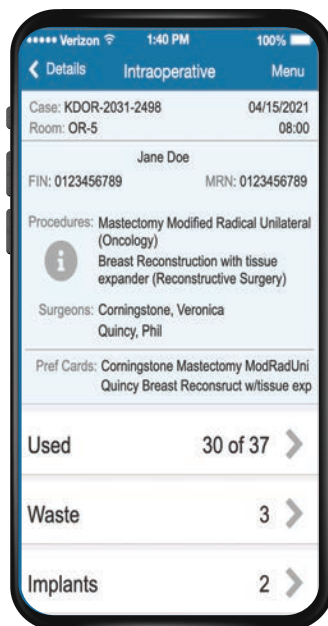 Verizon 1:40 PM 100%
Details Intraoperative Menu
Case: KDOR-2031-2498 04/15/2021
Room: OR-5 08:00
Jane Doe
FIN: 0123456789 MRN: 0123456789
Procedures: Mastectomy Modified Radical Unilateral
(Oncology)
i
Breast Reconstruction with tissue
expander (Reconstructive Surgery)
Surgeons: Corningstone, Veronica
Quincy, Phil
Pref Cards: Corningstone Mastectomy ModRadUni
Quincy Breast Reconsruct w/tissue exp
Used 30 of 37
Waste 3
Implants 2